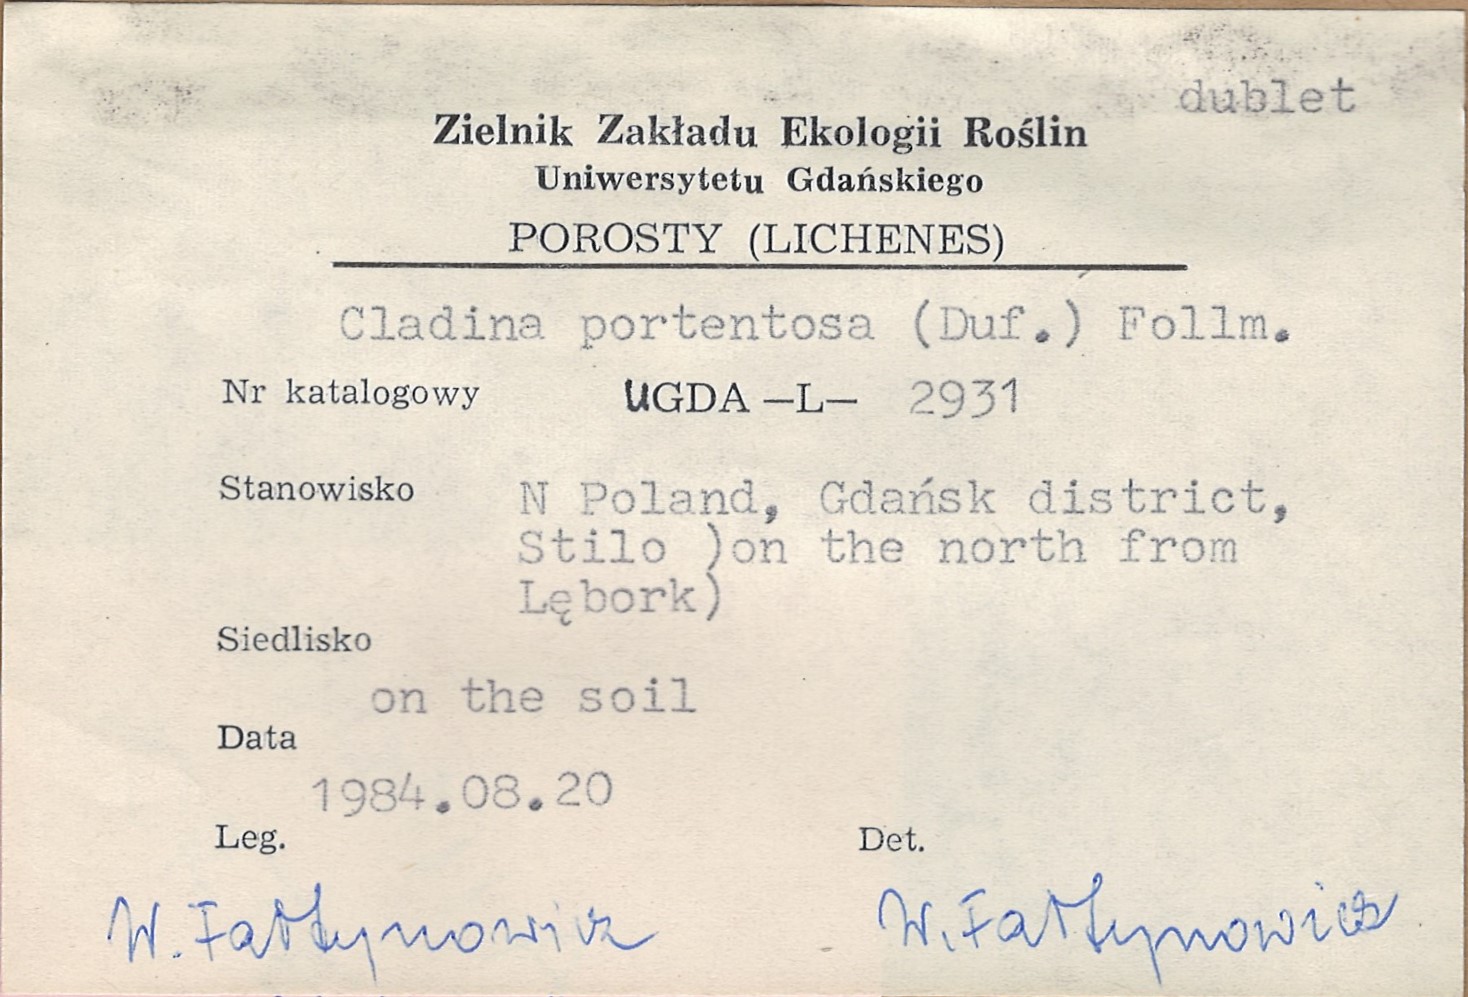 dublet
Zielnik Zakładu Ekologii Roślin
Uniwersytetu Gdańskiego
POROSTY (LICHENES)
Cladina portentosa (Duf.) Follm.
Nr katalogowy UGDA —L— 2931
Stanowisko N Poland, Gdańsk district,
Stilo )on the north from
Lębork)
Siedlisko
on the soil
Data
1984.08.20
Leg. Det.
W. Fałtynowicz W. Fałtynowicz